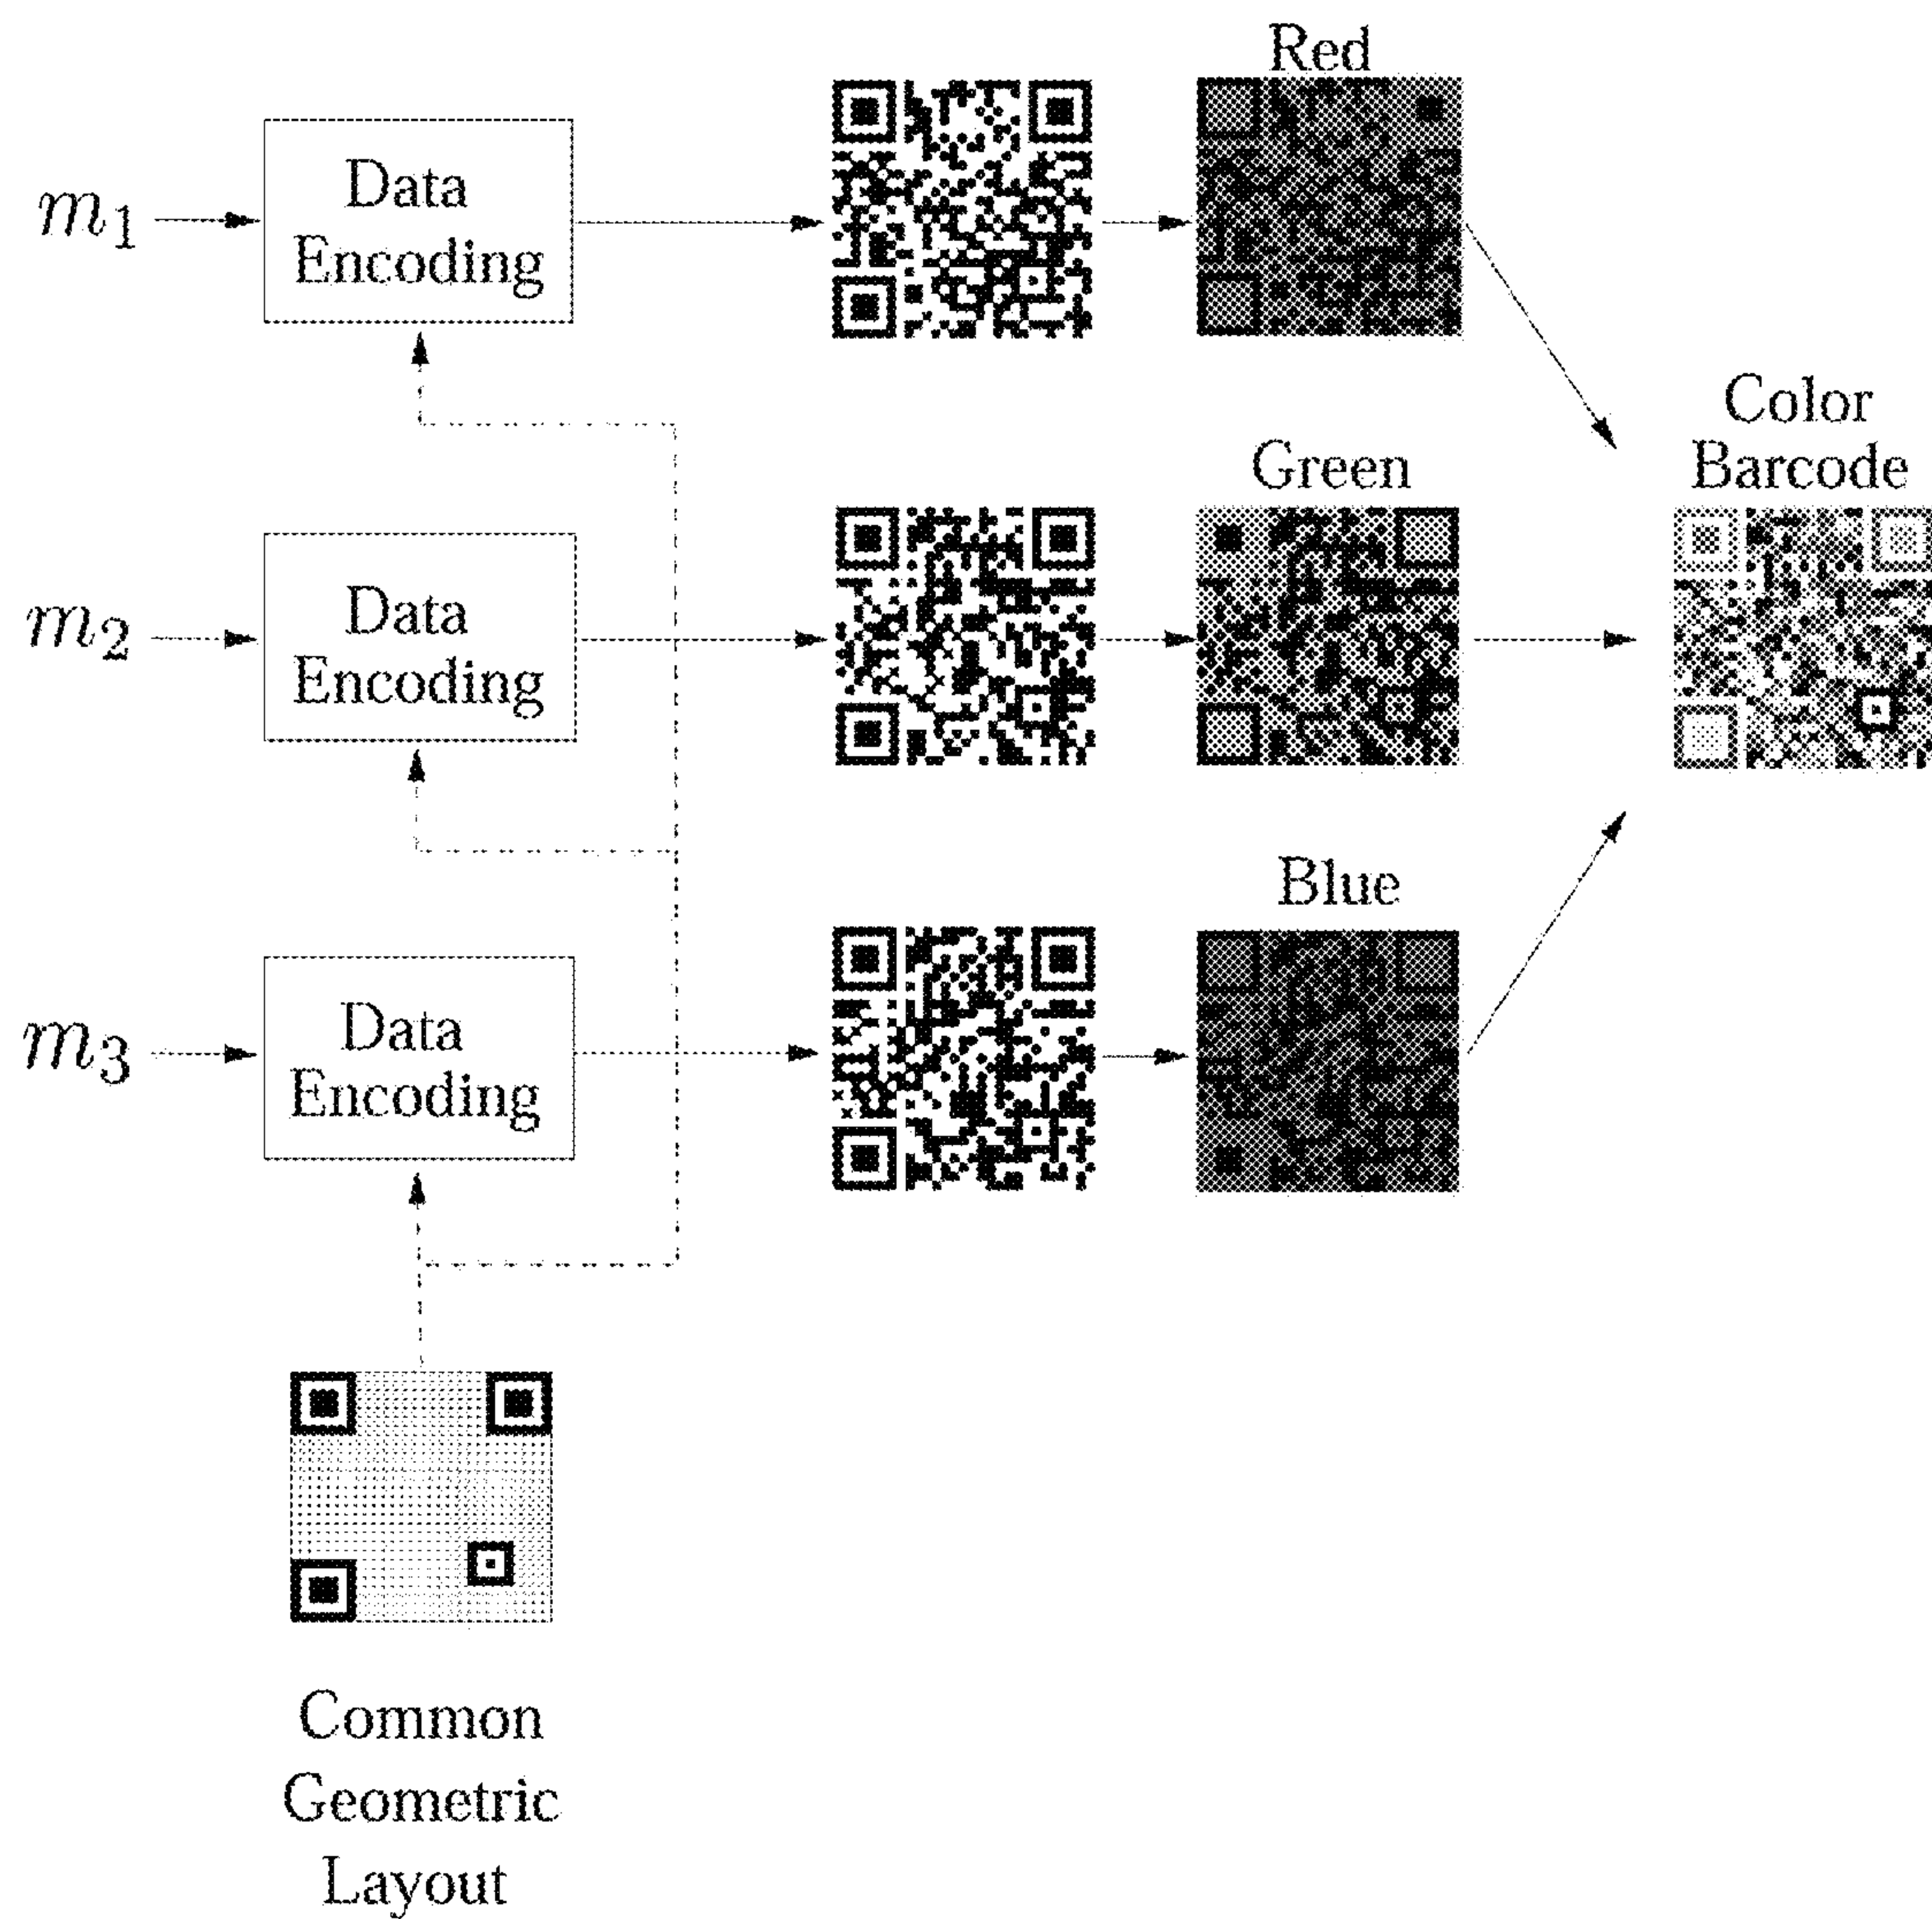 Red
m1
Data
Encoding
Color
Barcode
Green
m2
Data
Encoding
Blue
m3
Data
Encoding
Common
Geometric
Layout